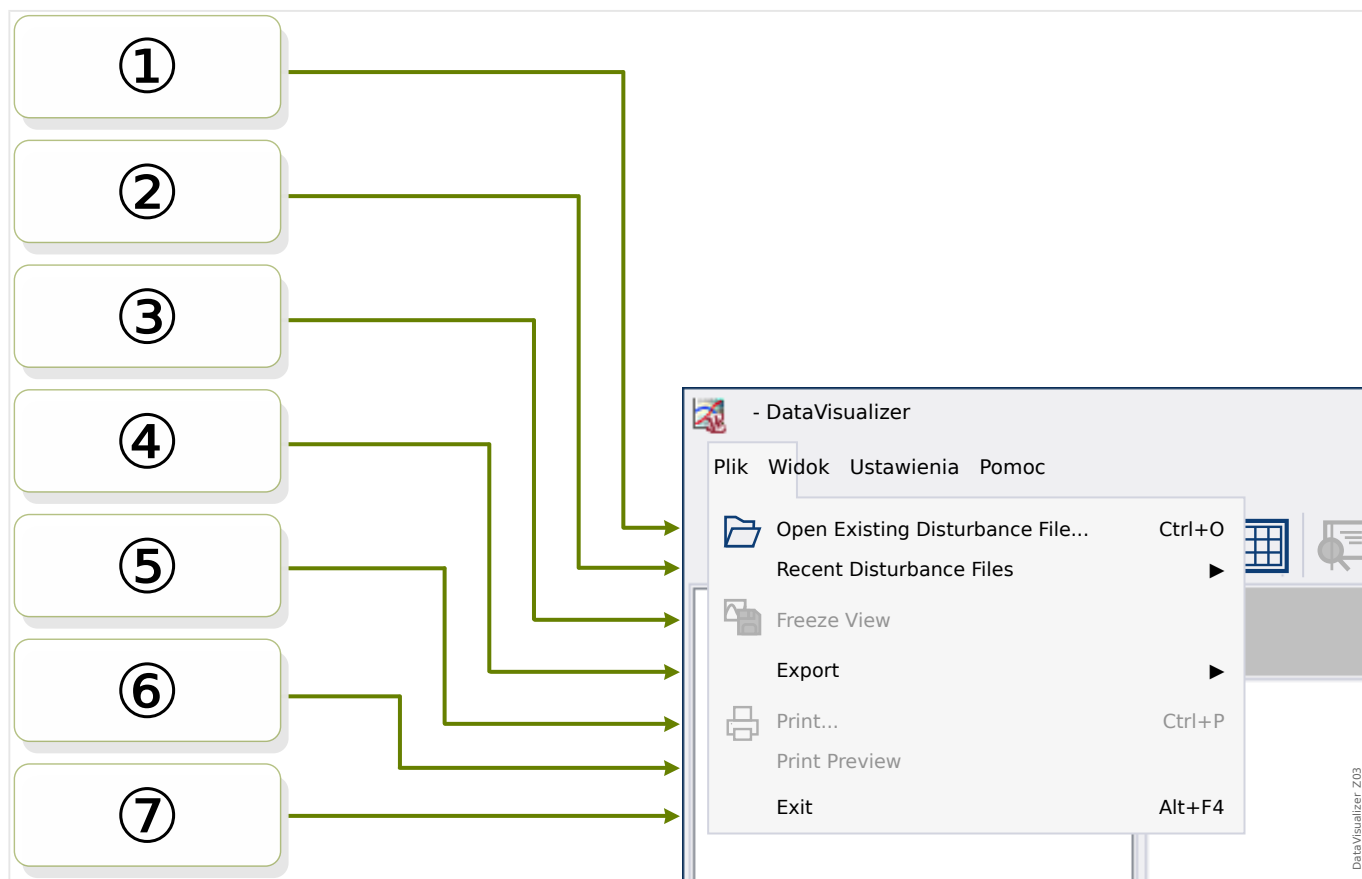 ①
②
③
④
⑤
⑥
⑦
- DataVisualizer
Plik Widok Ustawienia Pomoc
Open Existing Disturbance File... Ctrl+O
Recent Disturbance Files ▶
Freeze View
Export ▶
Print... Ctrl+P
Print Preview
Exit Alt+F4
DataVisualizer Z03